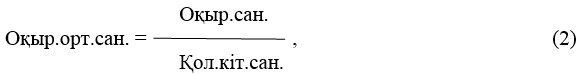 Оқыр.сан.
Оқыр.орт.сан. = ———— , (2)
Қол.кіт.сан.